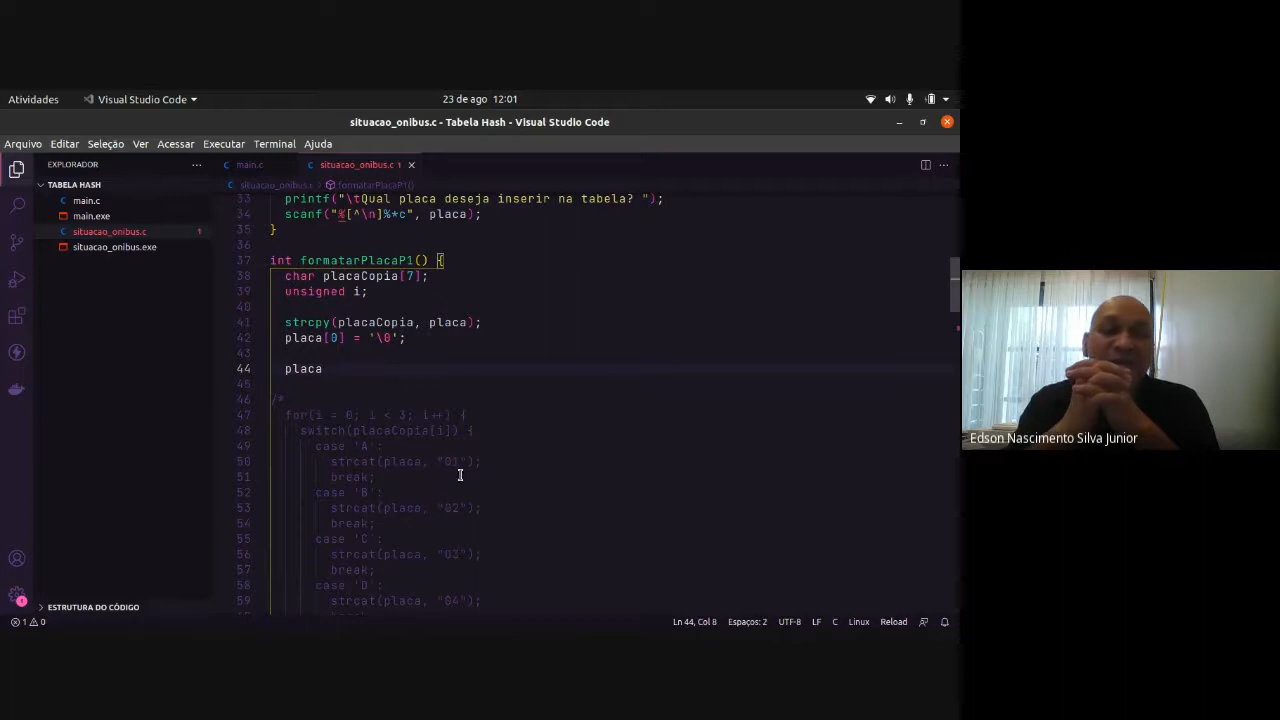 Atividades
Visual Studio Code
23 de ago 12:01
situacao_onibus.c - Tabela Hash - Visual Studio Code
Arquivo Editar Seleção Ver Acessar Executar Terminal Ajuda
EXPLORADOR
TABELA HASH
main.c
main.exe
situacao_onibus.c 1
situacao_onibus.exe
ESTRUTURA DO CÓDIGO
main.c
situacao_onibus.c 1
situacao_onibus.c formatarPlacaP1()
33 printf("\tQual placa deseja inserir na tabela? ");
34 scanf("%[^\n]%*c", placa);
35 }
36
37 int formatarPlacaP1() {
38 char placaCopia[7];
39 unsigned i;
40
41 strcpy(placaCopia, placa);
42 placa[0] = '\0';
43
44 placa
45
46 /*
47 for(i = 0; i < 3; i++) {
48 switch(placaCopia[i]) {
49 case 'A':
50 strcat(placa, "01");
51 break;
52 case 'B':
53 strcat(placa, "02");
54 break;
55 case 'C':
56 strcat(placa, "03");
57 break;
58 case 'D':
59 strcat(placa, "04");
1 0
Ln 44, Col 8 Espaços: 2 UTF-8 LF C Linux Reload
1
Edson Nascimento Silva Junior